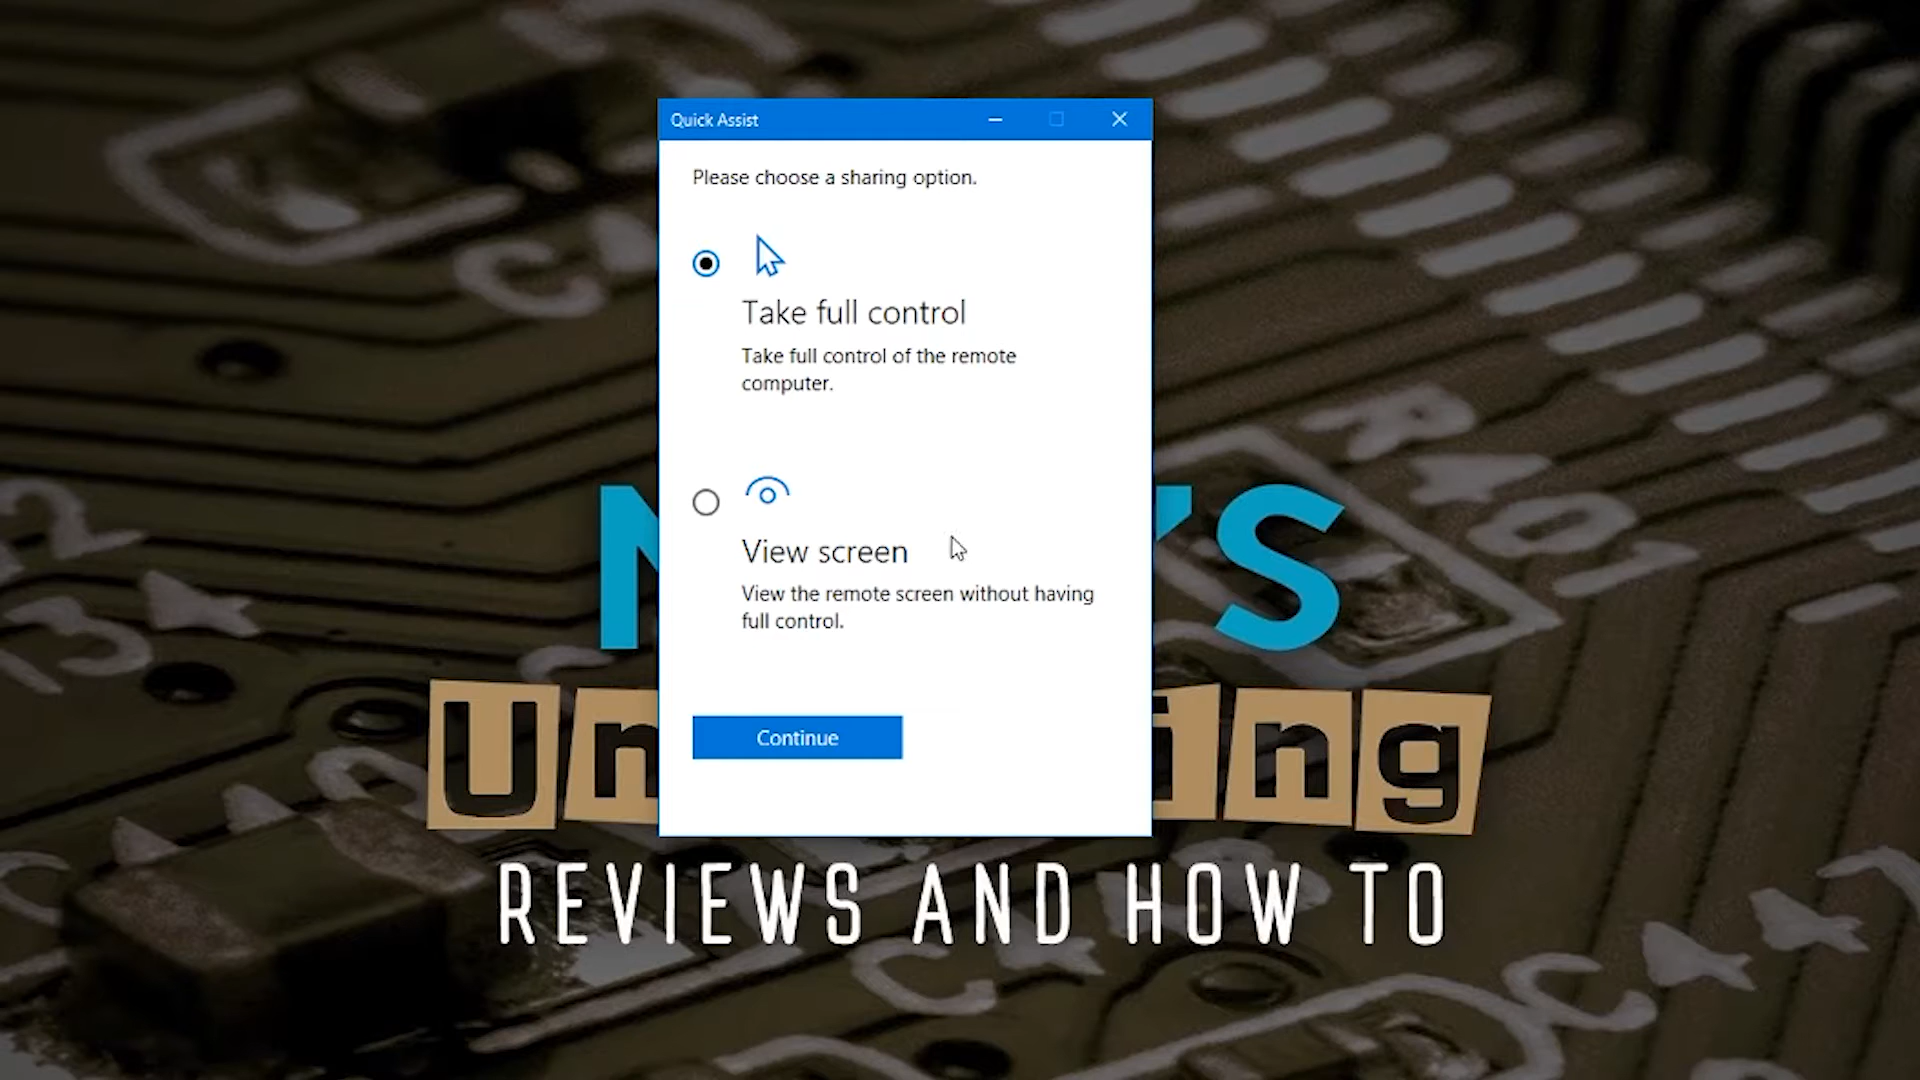 Quick Assist
Please choose a sharing option.
Take full control
Take full control of the remote
computer.
View screen
View the remote screen without having
full control.
Continue
'S
REVIEWS AND HOW TO
R401